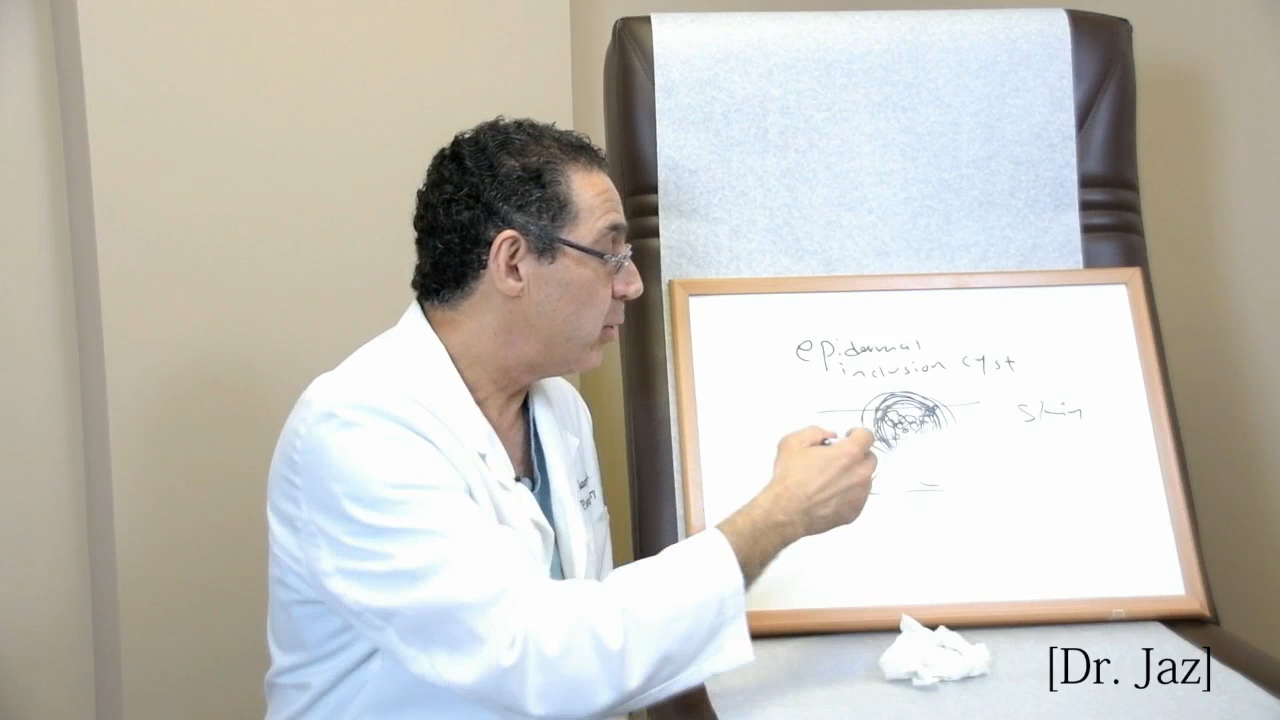 epidermal
inclusion cyst
Skin
[Dr. Jaz]